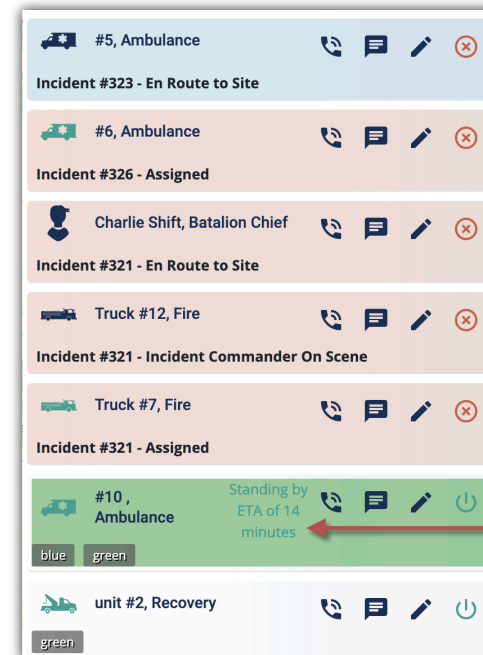 #5, Ambulance
Incident #323 - En Route to Site
#6, Ambulance
Incident #326 - Assigned
Charlie Shift, Batalion Chief
Incident #321 - En Route to Site
Truck #12, Fire
Incident #321 - Incident Commander On Scene
Truck #7, Fire
Incident #321 - Assigned
#10 ,
Ambulance
Standing by
ETA of 14
minutes
blue green
unit #2, Recovery
green